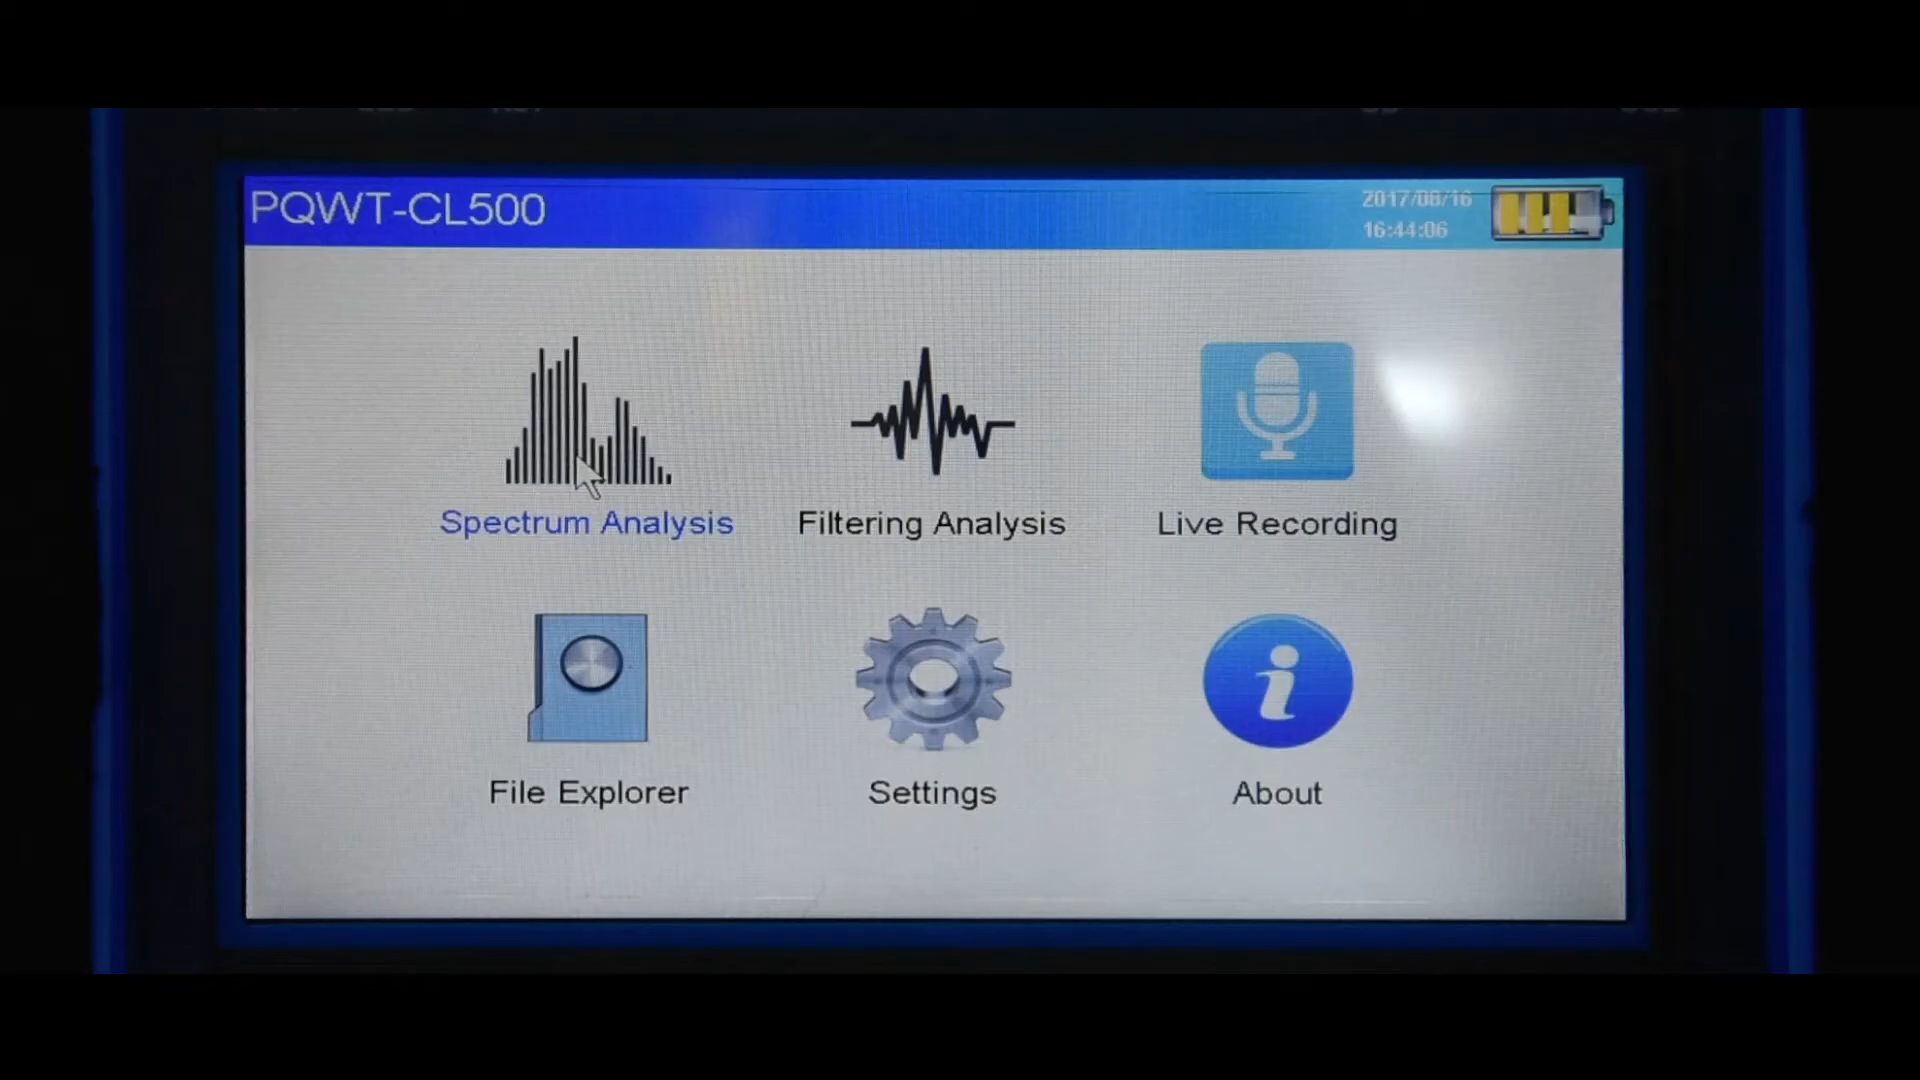 PQWT-CL500
2017/08/16
16:44:06
Spectrum Analysis
Filtering Analysis
Live Recording
File Explorer
Settings
About